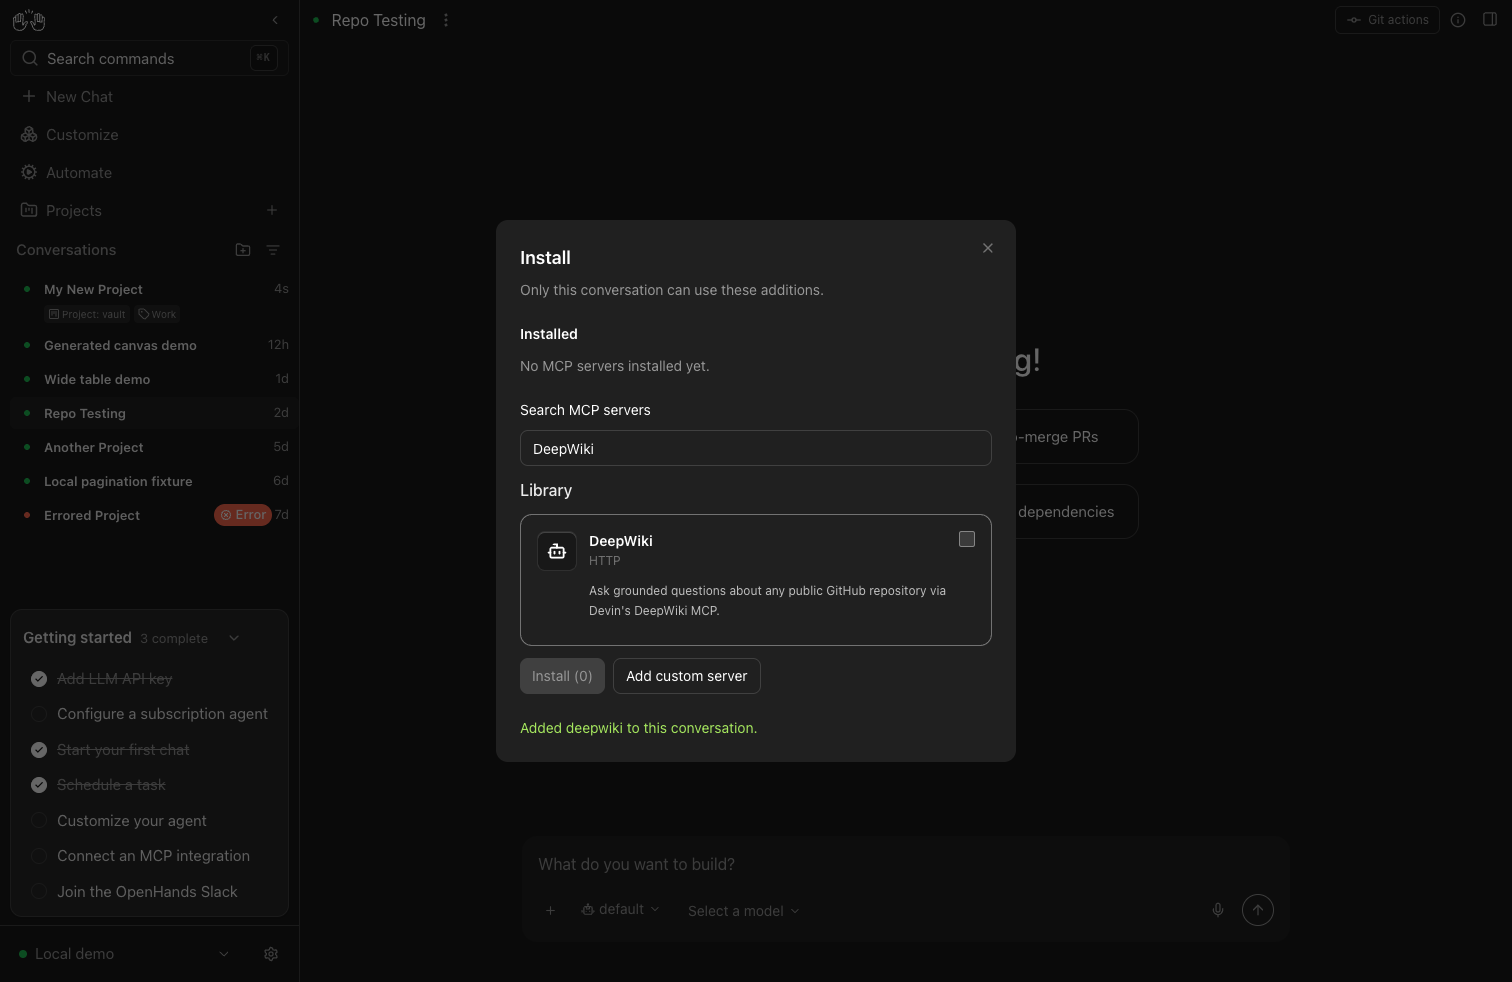 Repo Testing
Git actions
Search commands
⌘K
New Chat
Customize
Automate
Projects
Conversations
My New Project
4s
Project: vault
Work
Generated canvas demo
12h
Wide table demo
1d
Repo Testing
2d
Another Project
5d
Local pagination fixture
6d
Errored Project
Error
7d
Getting started
3 complete
Add LLM API key
Configure a subscription agent
Start your first chat
Schedule a task
Customize your agent
Connect an MCP integration
Join the OpenHands Slack
Local demo
Install
Only this conversation can use these additions.
Installed
No MCP servers installed yet.
Search MCP servers
DeepWiki
Library
DeepWiki
HTTP
Ask grounded questions about any public GitHub repository via
Devin's DeepWiki MCP.
Install (0)
Add custom server
Added deepwiki to this conversation.
g!
-merge PRs
dependencies
What do you want to build?
default
Select a model